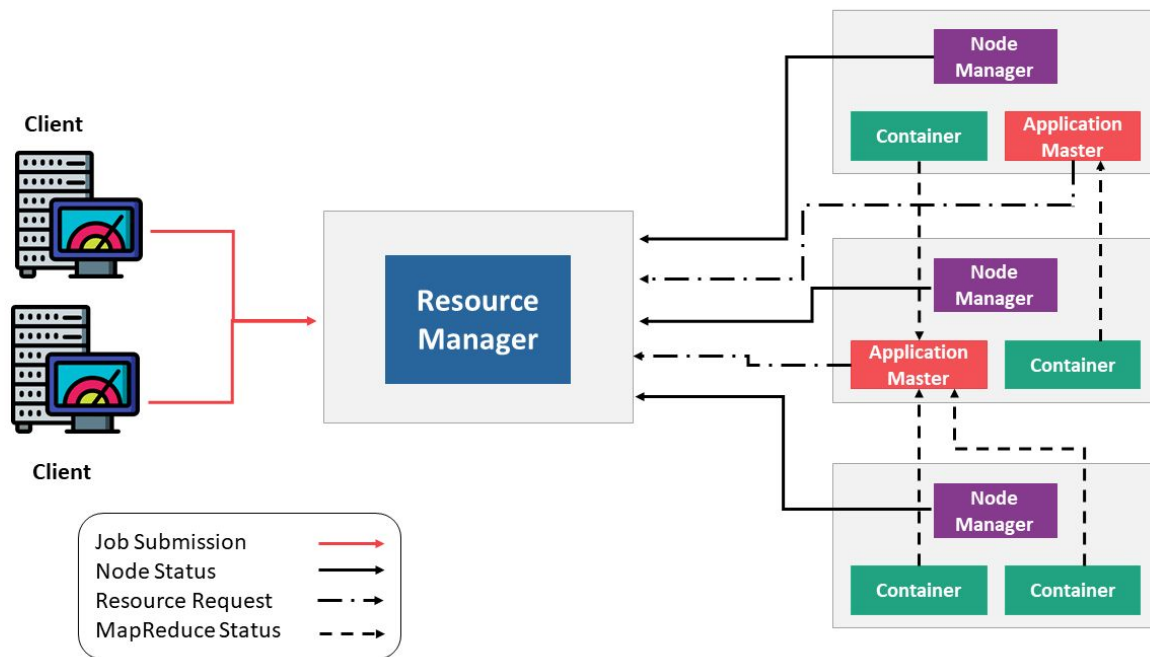 Client
Client
Resource
Manager
Node
Manager
Container
Application
Master
Node
Manager
Application
Master
Container
Node
Manager
Container
Container
Job Submission
Node Status
Resource Request
MapReduce Status